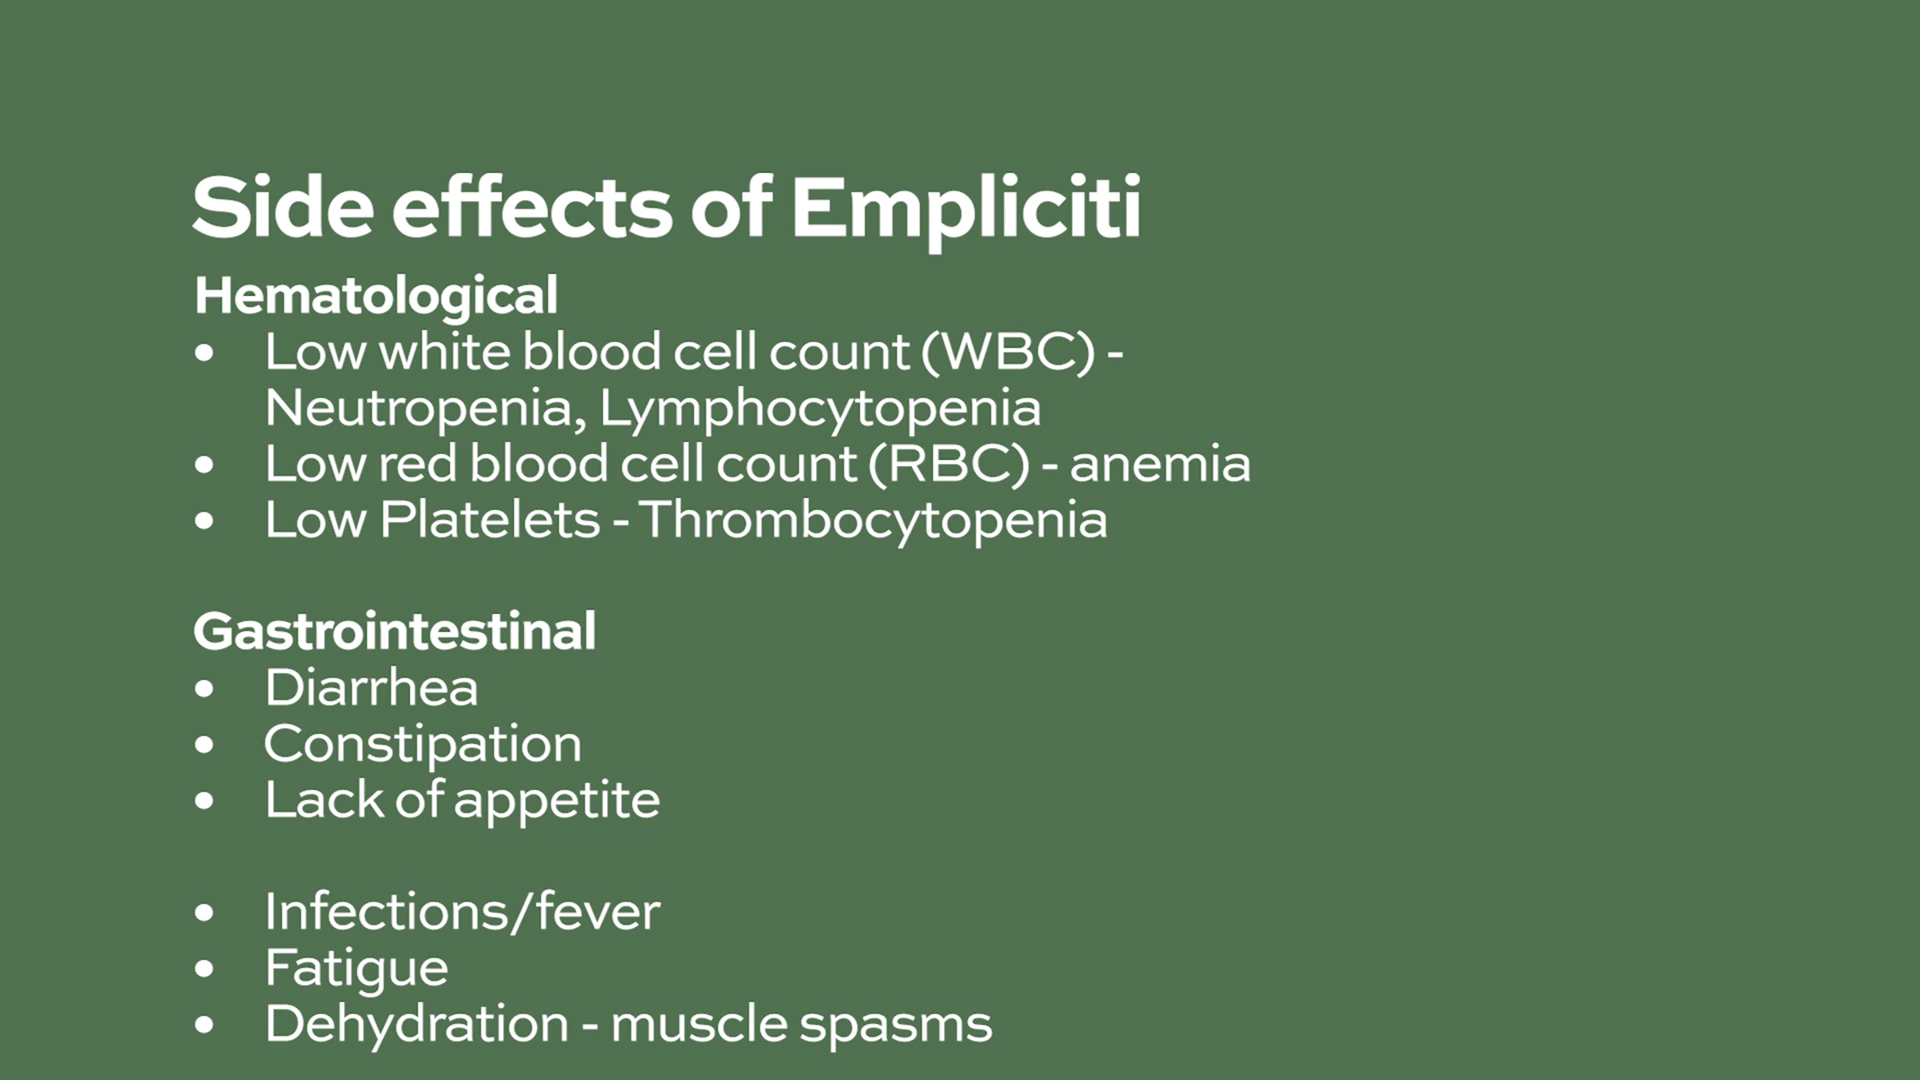 Side effects of Empliciti
Hematological
• Low white blood cell count (WBC) -
Neutropenia, Lymphocytopenia
• Low red blood cell count (RBC) - anemia
• Low Platelets - Thrombocytopenia
Gastrointestinal
• Diarrhea
• Constipation
• Lack of appetite
• Infections/fever
• Fatigue
• Dehydration - muscle spasms